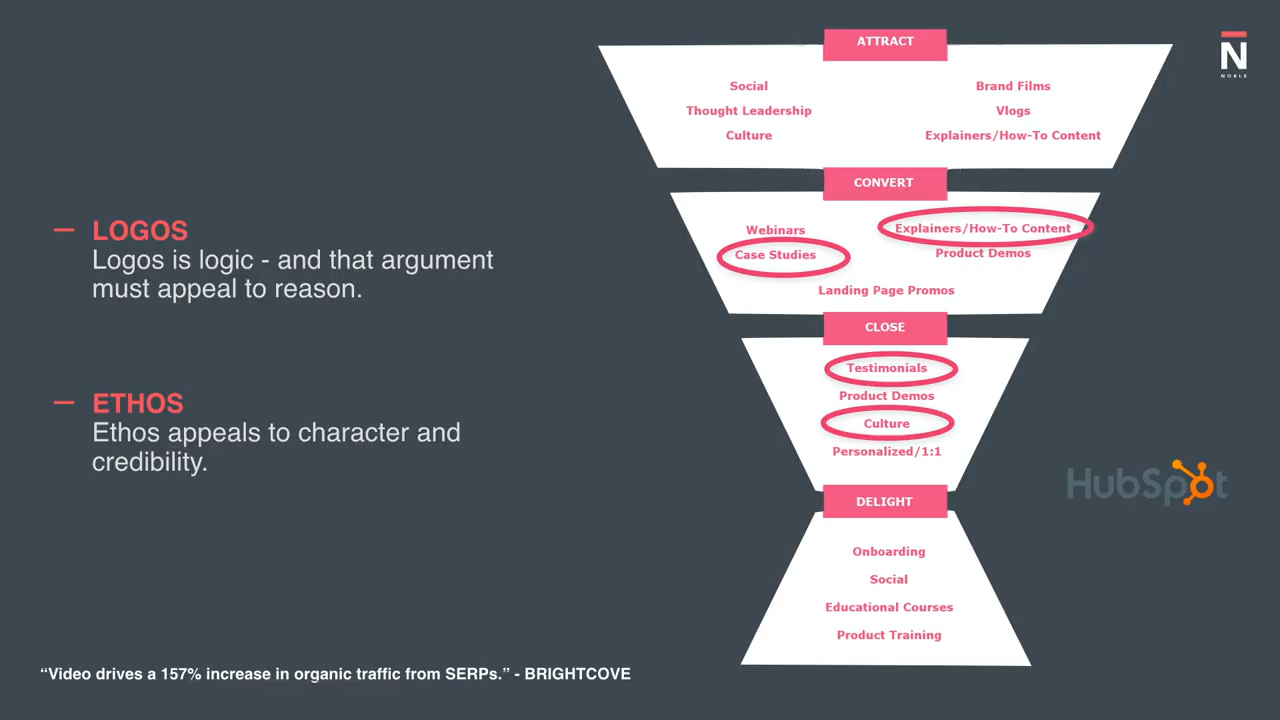 — LOGOS
Logos is logic - and that argument
must appeal to reason.
— ETHOS
Ethos appeals to character and
credibility.
“Video drives a 157% increase in organic traffic from SERPs.” - BRIGHTCOVE
ATTRACT
Social
Thought Leadership
Culture
Brand Films
Vlogs
Explainers/How-To Content
CONVERT
Webinars
Case Studies
Explainers/How-To Content
Product Demos
Landing Page Promos
CLOSE
Testimonials
Product Demos
Culture
Personalized/1:1
DELIGHT
Onboarding
Social
Educational Courses
Product Training
N
NOBLE
HubSpot